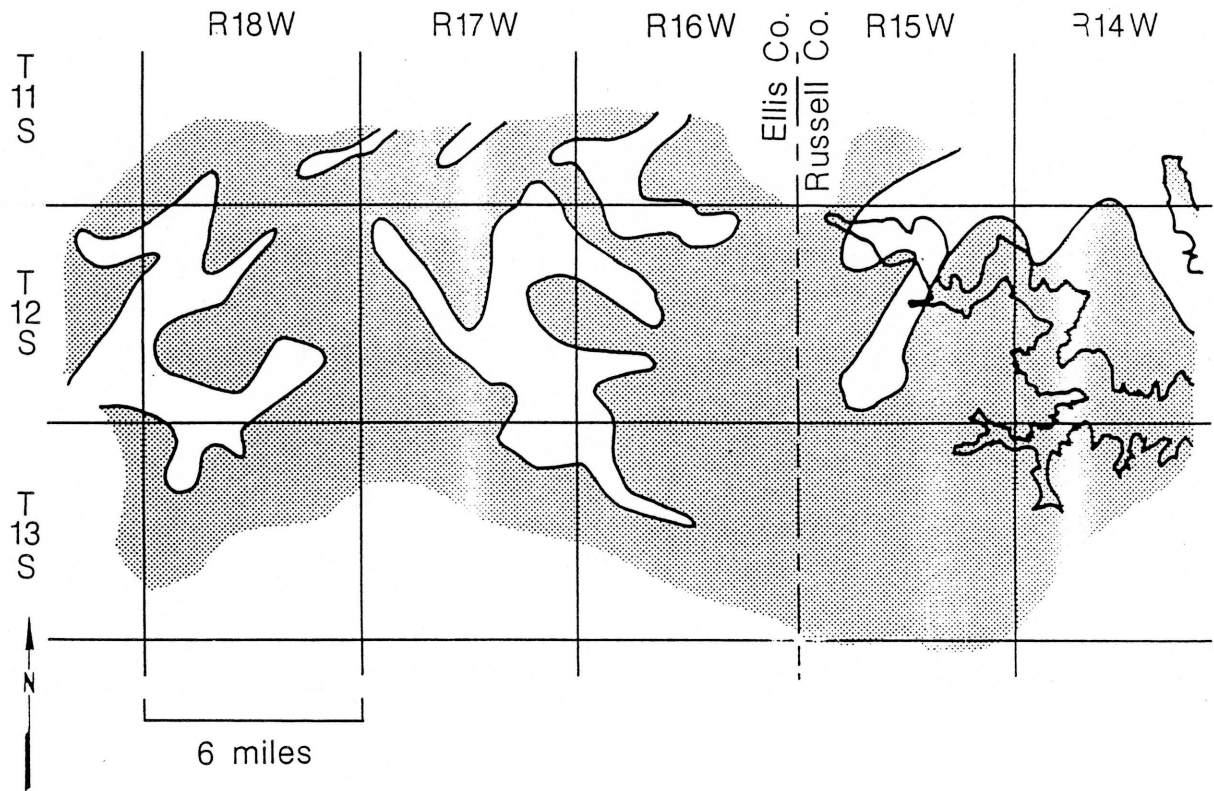 R18W R17W R16W R15W R14W
Ellis Co.
Russell Co.
T
11
S
T
12
S
T
13
S
N
6 miles